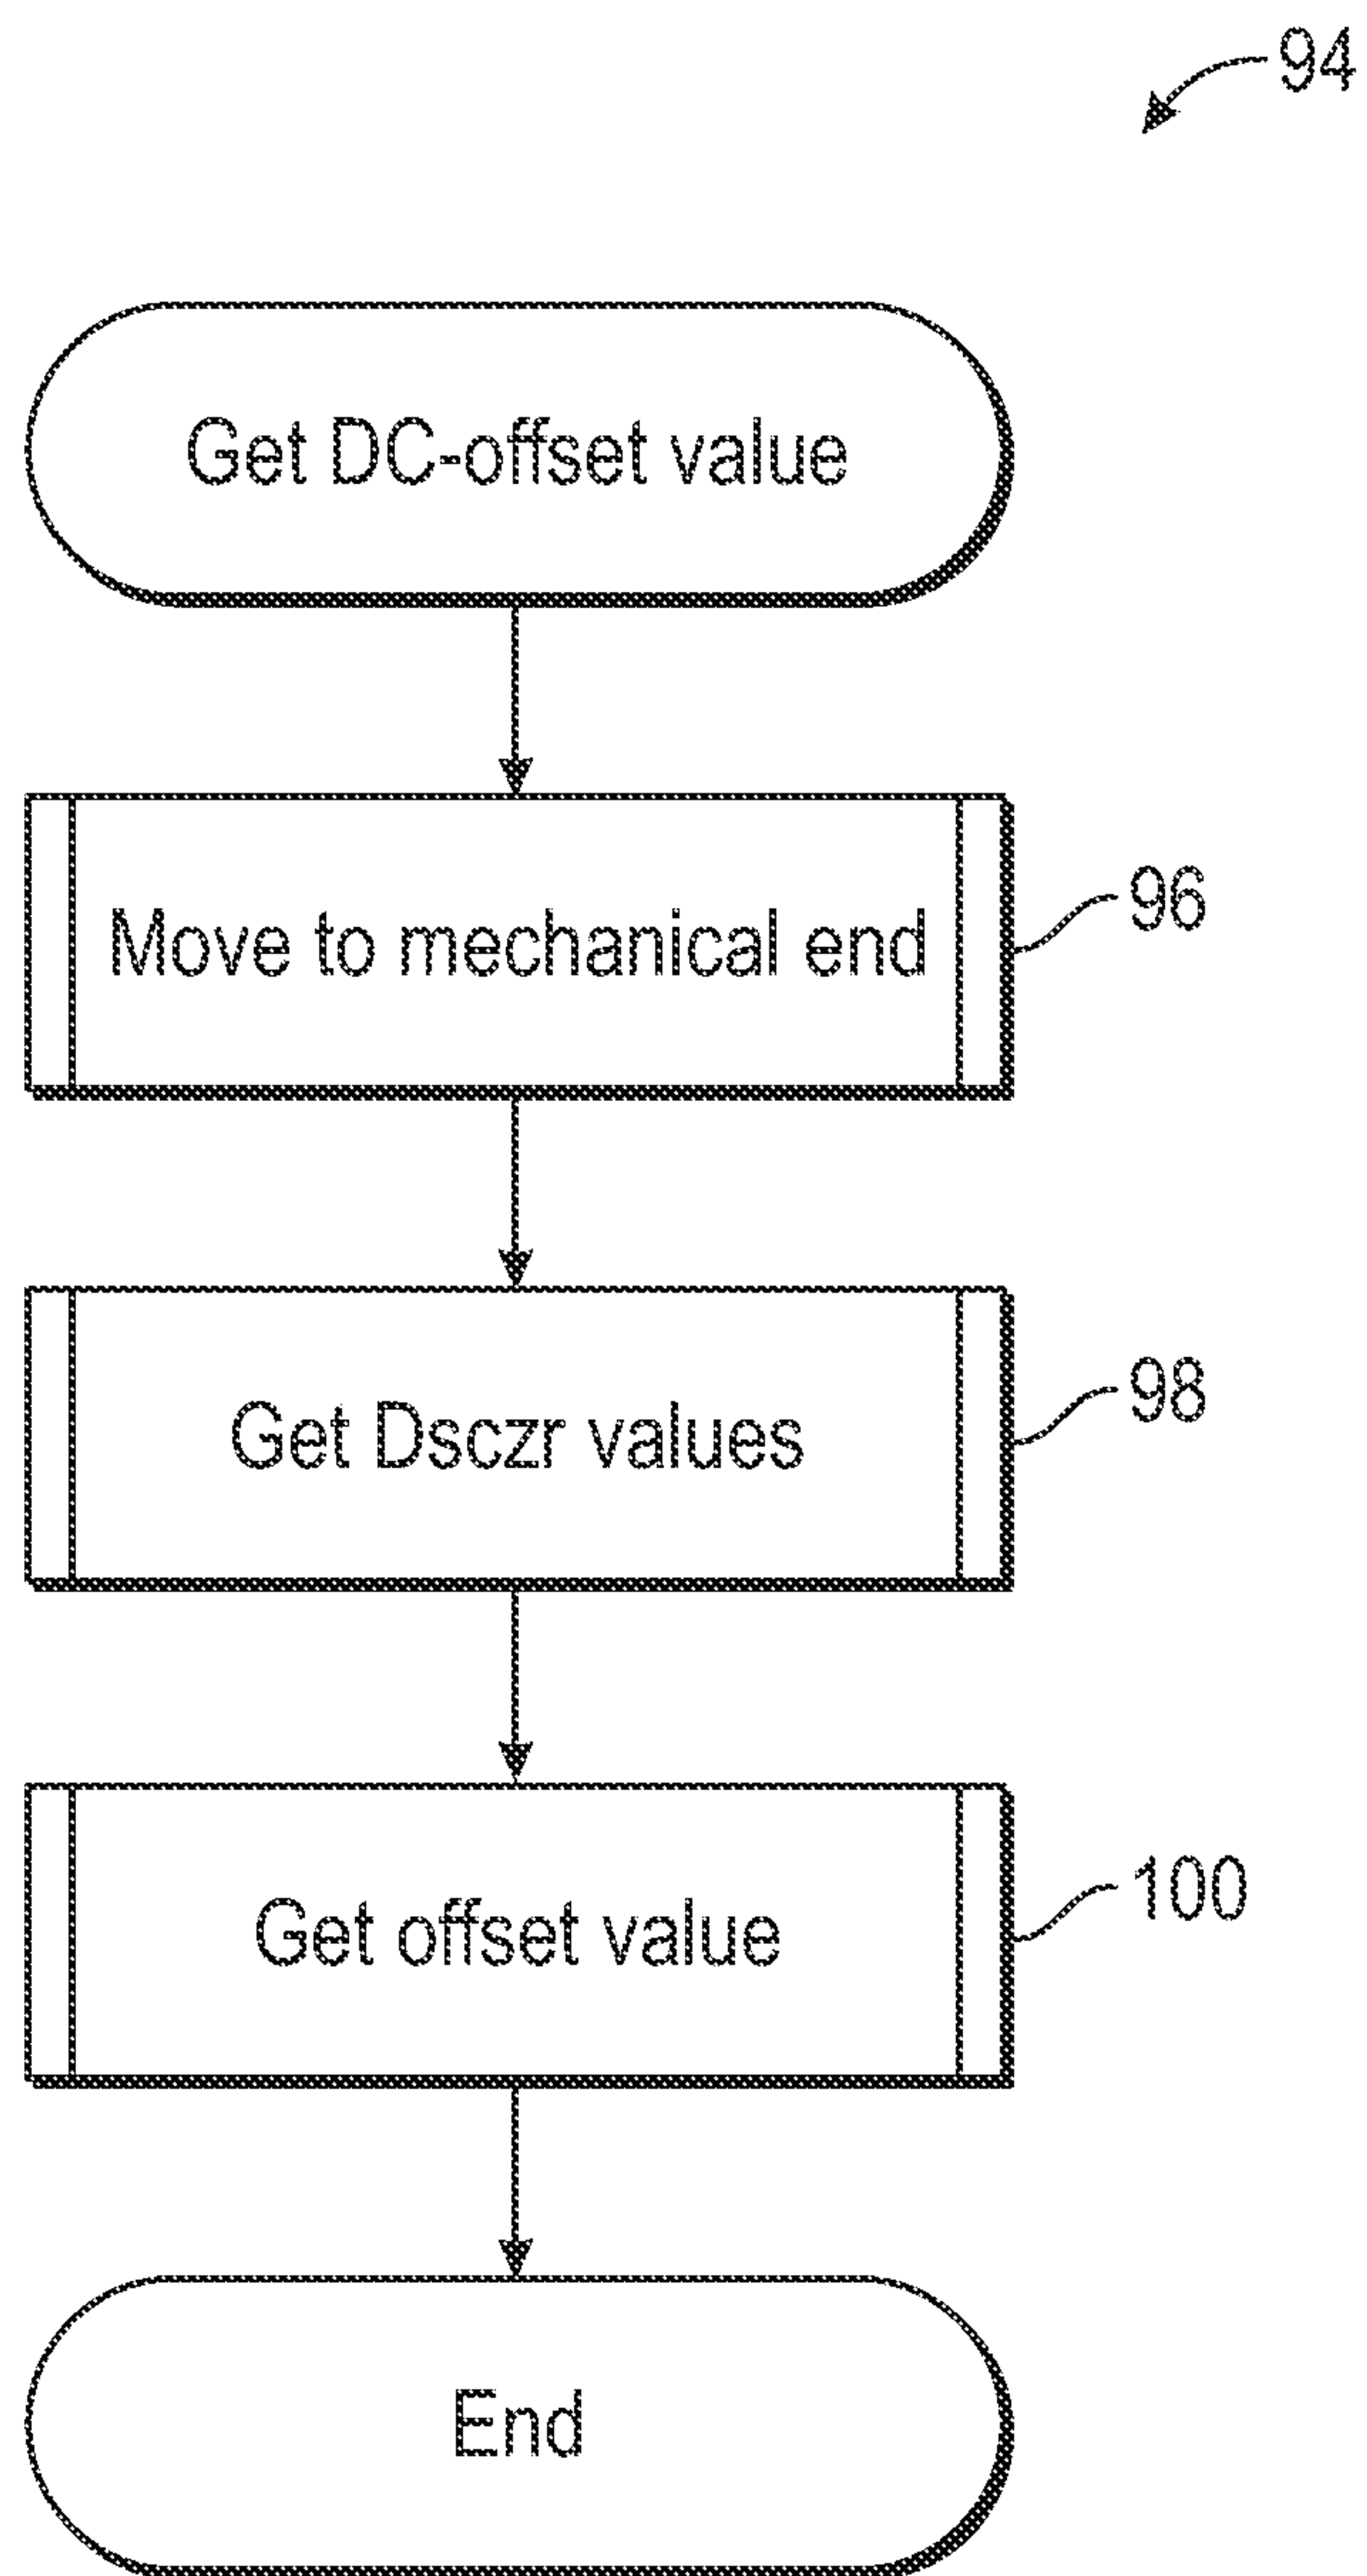 94
Get DC-offset value
Move to mechanical end
96
Get Dsczr values
98
Get offset value
100
End